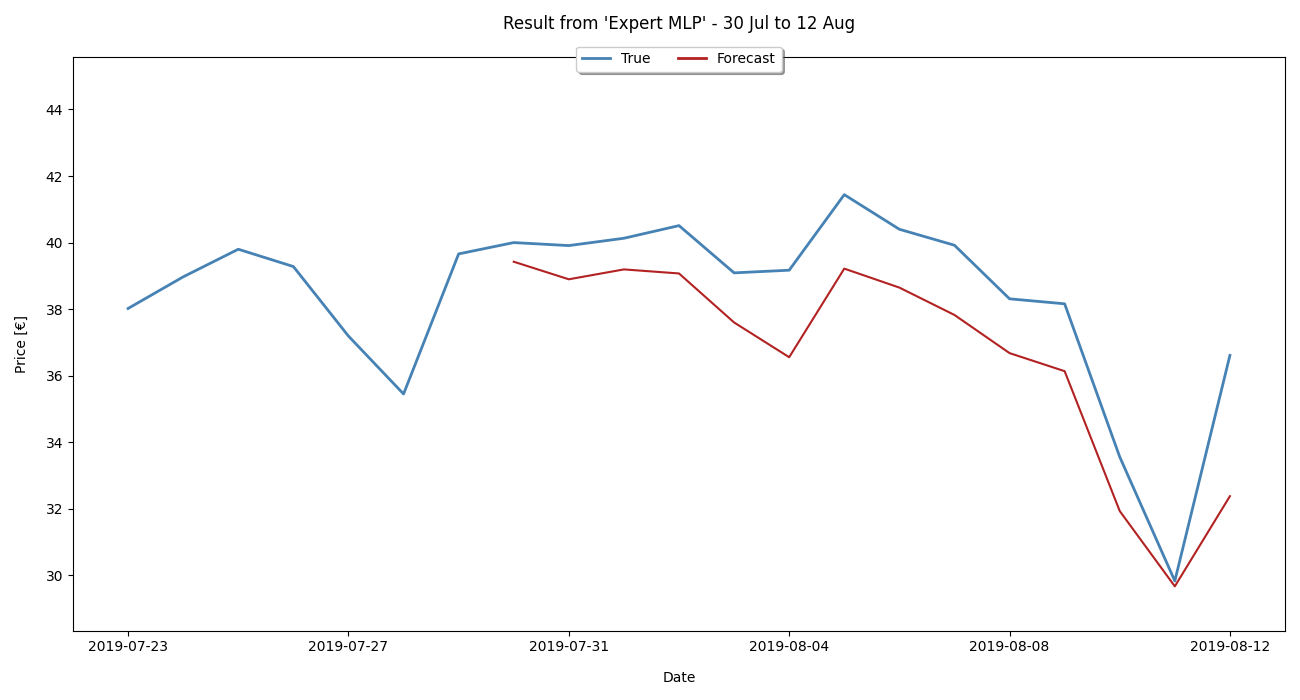 Result from 'Expert MLP' - 30 Jul to 12 Aug
True
Forecast
44
42
40
38
36
34
32
30
Price [€]
2019-07-23
2019-07-27
2019-07-31
2019-08-04
2019-08-08
2019-08-12
Date